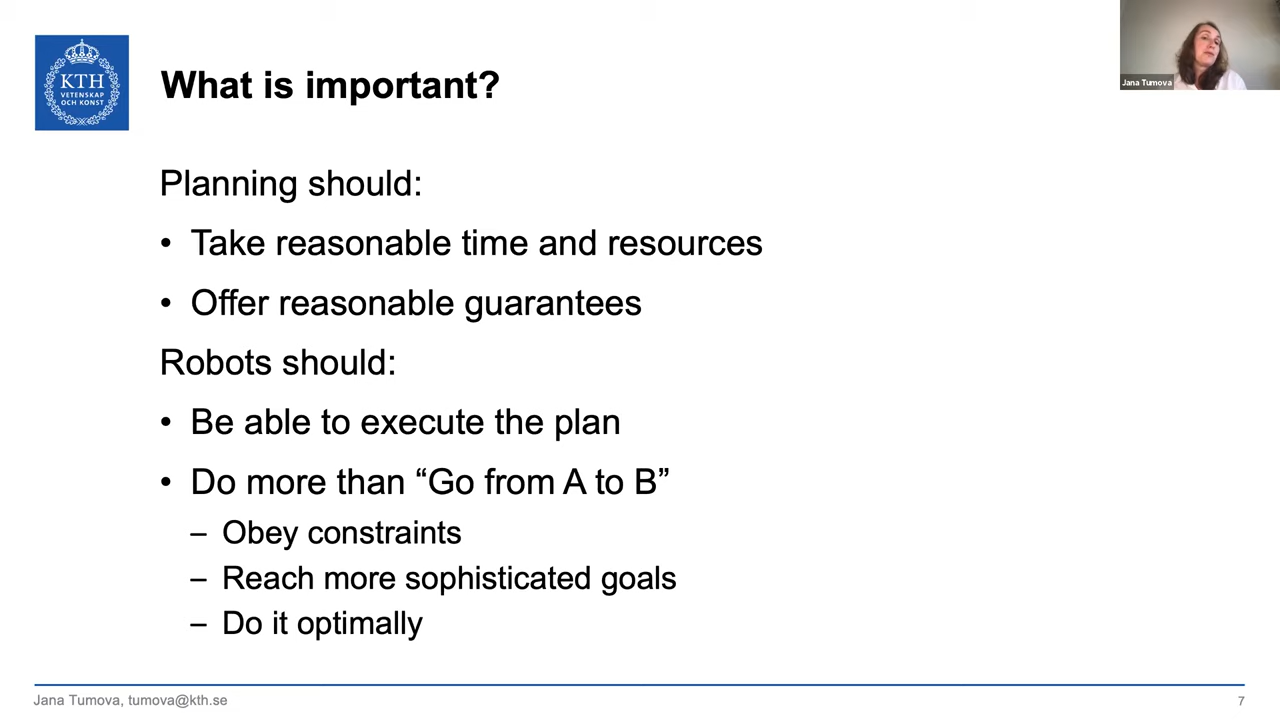 KTH
VETENSKAP
OCH KONST
What is important?
Jana Tumova
Planning should:
• Take reasonable time and resources
• Offer reasonable guarantees
Robots should:
• Be able to execute the plan
• Do more than “Go from A to B”
– Obey constraints
– Reach more sophisticated goals
– Do it optimally
Jana Tumova, tumova@kth.se
7